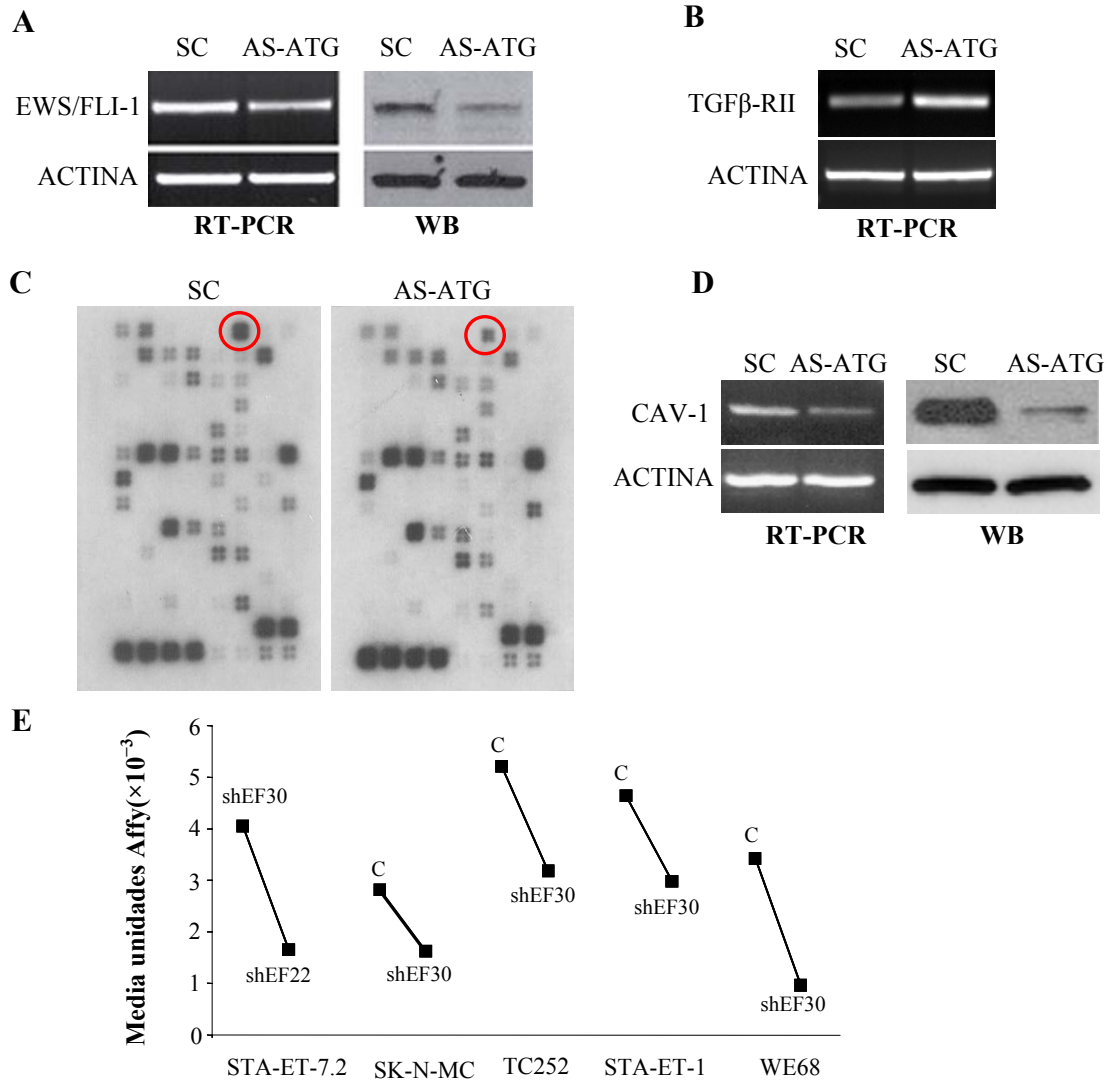 A
SC AS-ATG
EWS/FLI-1
ACTINA
RT-PCR WB
B
SC AS-ATG
TGFβ-RII
ACTINA
RT-PCR
C
SC AS-ATG
D
SC AS-ATG SC AS-ATG
CAV-1
ACTINA
RT-PCR WB
E
Media unidades Affy(×10⁻³)
6
5
4
3
2
1
0
shEF30
shEF22
C
shEF30
C
shEF30
C
shEF30
C
shEF30
STA-ET-7.2 SK-N-MC TC252 STA-ET-1 WE68